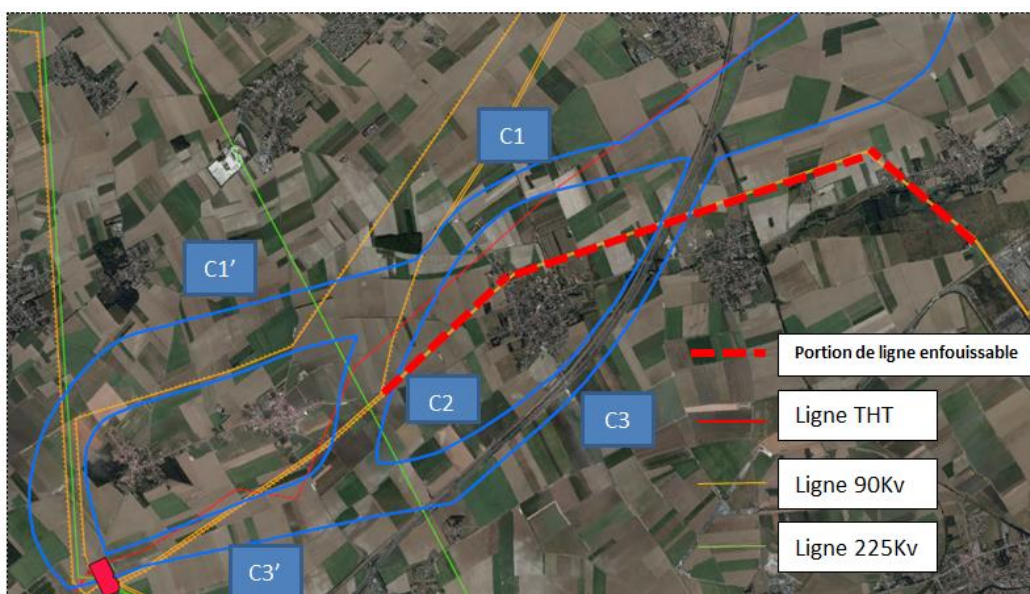 C1
C1’
C2
C3
C3’
Portion de ligne enfouissable
Ligne THT
Ligne 90Kv
Ligne 225Kv